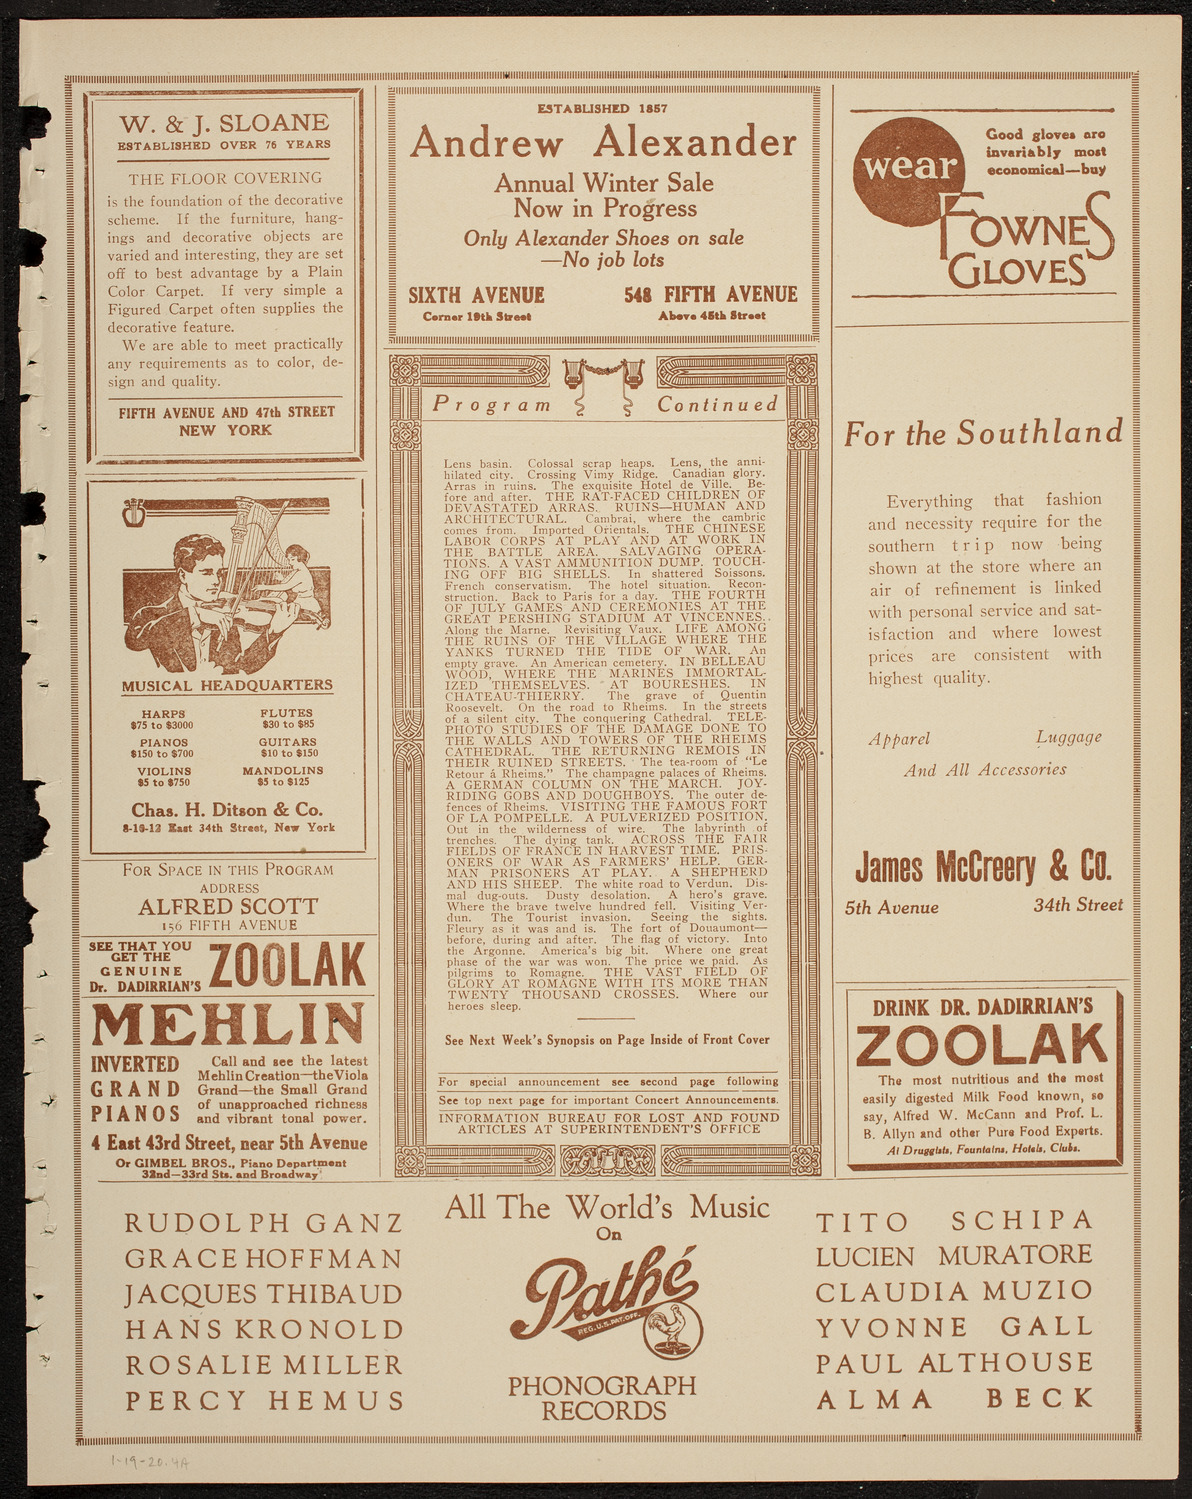 W. & J. SLOANE
ESTABLISHED OVER 76 YEARS
THE FLOOR COVERING
is the foundation of the decorative
scheme. If the furniture, hang-
ings and decorative objects are
varied and interesting, they are set
off to best advantage by a Plain
Color Carpet. If very simple a
Figured Carpet often supplies the
decorative feature.
We are able to meet practically
any requirements as to color, de-
sign and quality.
FIFTH AVENUE AND 47th STREET
NEW YORK
MUSICAL HEADQUARTERS
HARPS
$75 to $3000
FLUTES
$30 to $85
PIANOS
$150 to $700
GUITARS
$10 to $150
VIOLINS
$5 to $750
MANDOLINS
$5 to $125
Chas. H. Ditson & Co.
8-10-12 East 34th Street, New York
FOR SPACE IN THIS PROGRAM
ADDRESS
ALFRED SCOTT
156 FIFTH AVENUE
SEE THAT YOU
GET THE
GENUINE
Dr. DADIRRIAN'S
ZOOLAK
MEHLIN
INVERTED
GRAND
PIANOS
Call and see the latest
Mehlin Creation—the Viola
Grand—the Small Grand
of unapproached richness
and vibrant tonal power.
4 East 43rd Street, near 5th Avenue
Or GIMBEL BROS., Piano Department
32nd—33rd Sts. and Broadway
ESTABLISHED 1857
Andrew Alexander
Annual Winter Sale
Now in Progress
Only Alexander Shoes on sale
—No job lots
SIXTH AVENUE
Corner 19th Street
548 FIFTH AVENUE
Above 45th Street
Program Continued
Lens basin. Colossal scrap heaps. Lens, the anni-
hilated city. Crossing Vimy Ridge. Canadian glory.
Arras in ruins. The exquisite Hotel de Ville. Be-
fore and after. THE RAT-FACED CHILDREN OF
DEVASTATED ARRAS. RUINS—HUMAN AND
ARCHITECTURAL. Cambrai, where the cambric
comes from. Imported Orientals. THE CHINESE
LABOR CORPS AT PLAY AND AT WORK IN
THE BATTLE AREA. SALVAGING OPERA-
TIONS. A VAST AMMUNITION DUMP. TOUCH-
ING OFF BIG SHELLS. In shattered Soissons.
French conservatism. The hotel situation. Recon-
struction. Back to Paris for a day. THE FOURTH
OF JULY GAMES AND CEREMONIES AT THE
GREAT PERSHING STADIUM AT VINCENNES.
Along the Marne. Revisiting Vaux. LIFE AMONG
THE RUINS OF THE VILLAGE WHERE THE
YANKS TURNED THE TIDE OF WAR. An
empty grave. An American cemetery. IN BELLEAU
WOOD, WHERE THE MARINES IMMORTAL-
IZED THEMSELVES. AT BOURESHES. IN
CHATEAU-THIERRY. The grave of Quentin
Roosevelt. On the road to Rheims. In the streets
of a silent city. The conquering Cathedral. TELE-
PHOTO STUDIES OF THE DAMAGE DONE TO
THE WALLS AND TOWERS OF THE RHEIMS
CATHEDRAL. THE RETURNING REMOIS IN
THEIR RUINED STREETS. The tea-room of "Le
Retour á Rheims." The champagne palaces of Rheims.
A GERMAN COLUMN ON THE MARCH. JOY-
RIDING GOBS AND DOUGHBOYS. The outer de-
fences of Rheims. VISITING THE FAMOUS FORT
OF LA POMPELLE. A PULVERIZED POSITION.
Out in the wilderness of wire. The labyrinth of
trenches. The dying tank. ACROSS THE FAIR
FIELDS OF FRANCE IN HARVEST TIME. PRIS-
ONERS OF WAR AS FARMERS' HELP. GER-
MAN PRISONERS AT PLAY. A SHEPHERD
AND HIS SHEEP. The white road to Verdun. Dis-
mal dug-outs. Dusty desolation. A hero's grave.
Where the brave twelve hundred fell. Visiting Ver-
dun. The Tourist invasion. Seeing the sights.
Fleury as it was and is. The fort of Douaumont—
before, during and after. The flag of victory. Into
the Argonne. America's big bit. Where one great
phase of the war was won. The price we paid. As
pilgrims to Romagne. THE VAST FIELD OF
GLORY AT ROMAGNE WITH ITS MORE THAN
TWENTY THOUSAND CROSSES. Where our
heroes sleep.
See Next Week's Synopsis on Page Inside of Front Cover
For special announcement see second page following
See top next page for important Concert Announcements.
INFORMATION BUREAU FOR LOST AND FOUND
ARTICLES AT SUPERINTENDENT'S OFFICE
wear
Good gloves are
invariably most
economical—buy
FOWNES
GLOVES
For the Southland
Everything that fashion
and necessity require for the
southern trip now being
shown at the store where an
air of refinement is linked
with personal service and sat-
isfaction and where lowest
prices are consistent with
highest quality.
Apparel Luggage
And All Accessories
James McCreery & Co.
5th Avenue 34th Street
DRINK DR. DADIRRIAN'S
ZOOLAK
The most nutritious and the most
easily digested Milk Food known, so
say, Alfred W. McCann and Prof. L.
B. Allyn and other Pure Food Experts.
At Druggists, Fountains, Hotels, Clubs.
RUDOLPH GANZ
GRACE HOFFMAN
JACQUES THIBAUD
HANS KRONOLD
ROSALIE MILLER
PERCY HEMUS
All The World's Music
On
Pathé
REG. U.S. PAT. OFF.
PHONOGRAPH
RECORDS
TITO SCHIPA
LUCIEN MURATORE
CLAUDIA MUZIO
YVONNE GALL
PAUL ALTHOUSE
ALMA BECK
1-19-20.4A